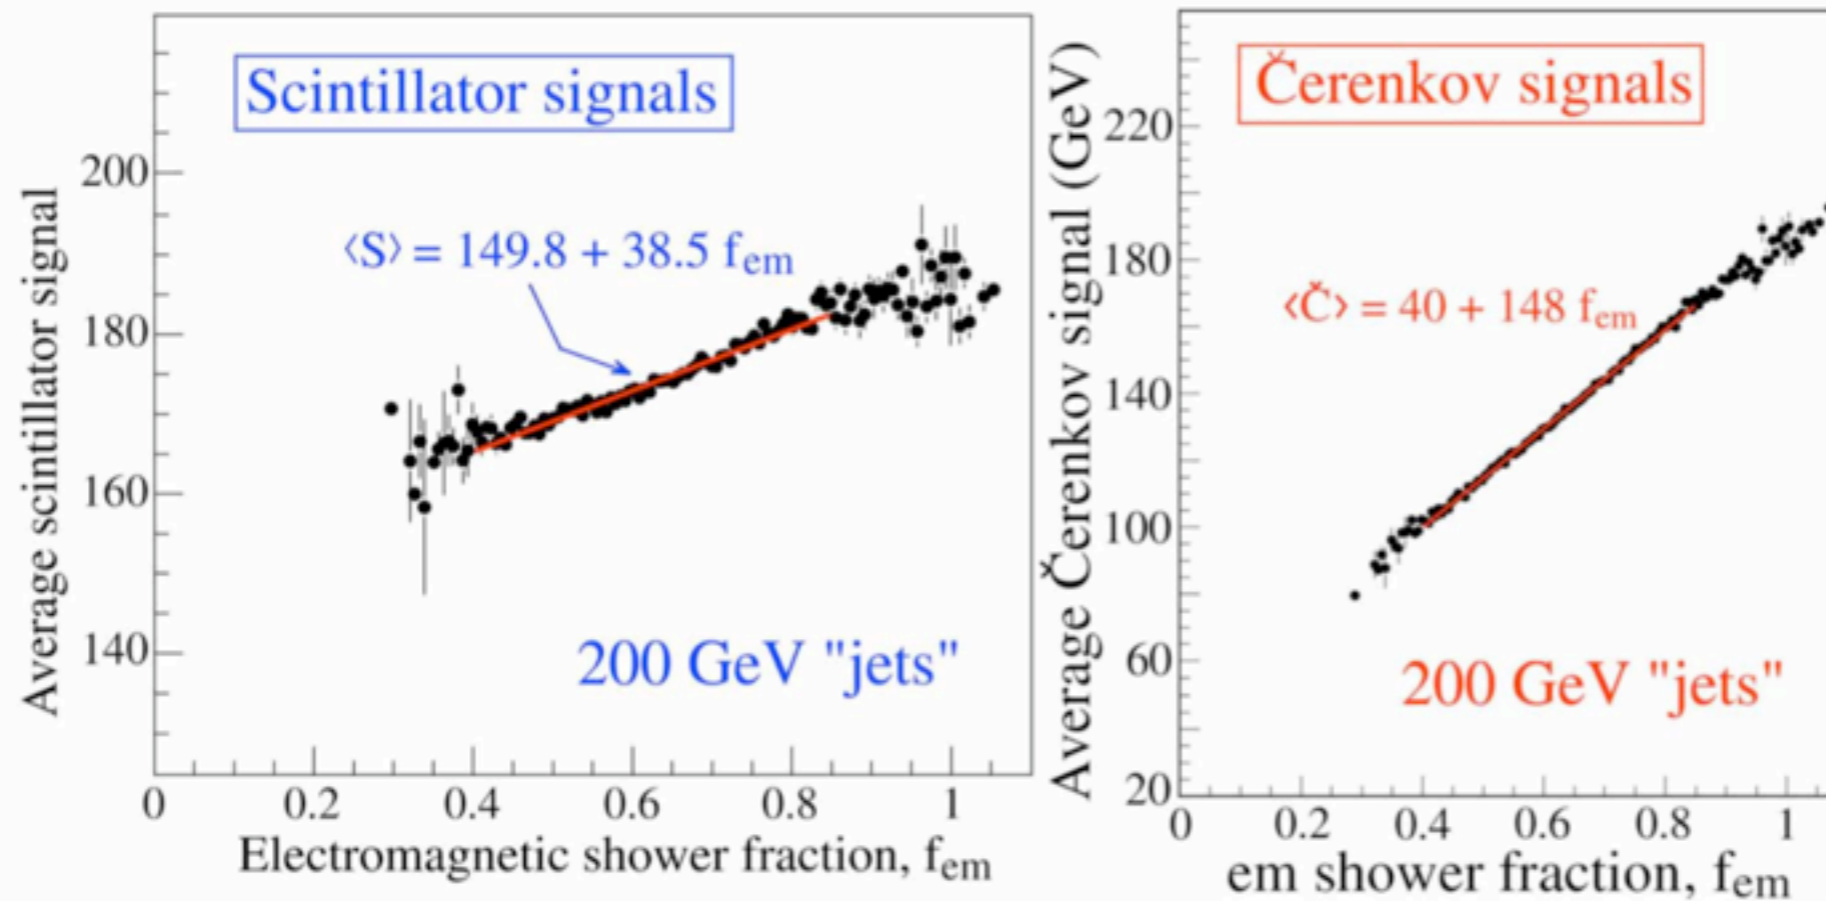 Scintillator signals
Average scintillator signal
200
180
160
140
⟨S⟩ = 149.8 + 38.5 fem
200 GeV "jets"
0 0.2 0.4 0.6 0.8 1
Electromagnetic shower fraction, fem
Čerenkov signals
Average Čerenkov signal (GeV)
220
180
140
100
60
20
⟨Č⟩ = 40 + 148 fem
200 GeV "jets"
0 0.2 0.4 0.6 0.8 1
em shower fraction, fem